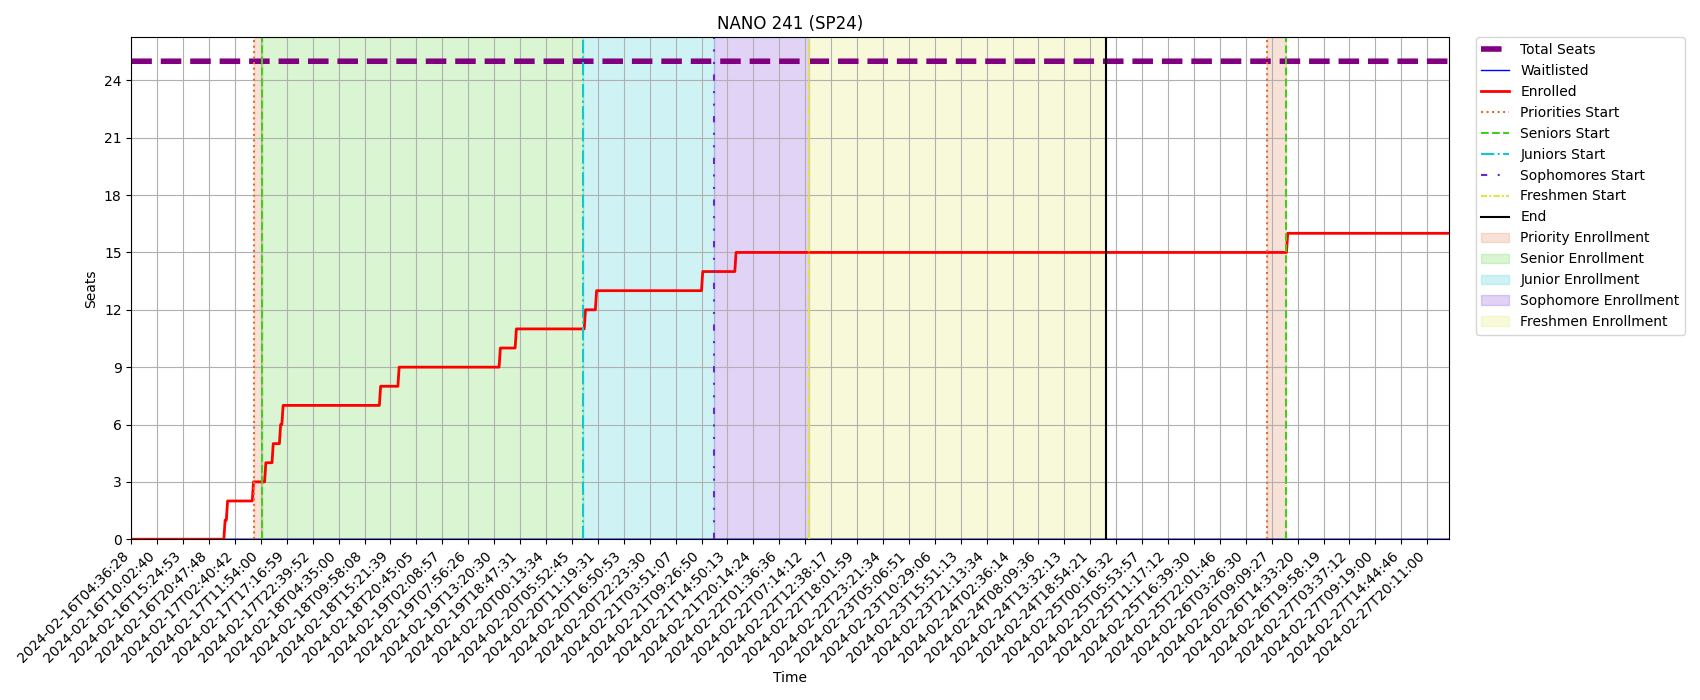 NANO 241 (SP24)
Seats
24
21
18
15
12
9
6
3
0
2024-02-16T04:36:28
2024-02-16T10:02:40
2024-02-16T15:24:53
2024-02-16T20:47:48
2024-02-17T02:40:42
2024-02-17T11:54:00
2024-02-17T17:16:59
2024-02-17T22:39:52
2024-02-18T04:35:00
2024-02-18T09:58:08
2024-02-18T15:21:39
2024-02-18T20:45:05
2024-02-19T02:08:57
2024-02-19T07:56:26
2024-02-19T13:20:30
2024-02-19T18:47:31
2024-02-20T00:13:34
2024-02-20T05:52:45
2024-02-20T11:19:31
2024-02-20T16:50:53
2024-02-20T22:23:30
2024-02-21T03:51:07
2024-02-21T09:26:50
2024-02-21T14:50:13
2024-02-21T20:14:24
2024-02-22T01:36:36
2024-02-22T07:14:12
2024-02-22T12:38:17
2024-02-22T18:01:59
2024-02-22T23:21:34
2024-02-23T05:06:51
2024-02-23T10:29:06
2024-02-23T15:51:13
2024-02-23T21:13:34
2024-02-24T02:36:14
2024-02-24T08:09:36
2024-02-24T13:32:13
2024-02-24T18:54:21
2024-02-25T00:16:32
2024-02-25T05:53:57
2024-02-25T11:17:12
2024-02-25T16:39:30
2024-02-25T22:01:46
2024-02-26T03:26:30
2024-02-26T09:09:27
2024-02-26T14:33:20
2024-02-26T19:58:19
2024-02-27T03:37:12
2024-02-27T09:19:00
2024-02-27T14:44:46
2024-02-27T20:11:00
Time
Total Seats
Waitlisted
Enrolled
Priorities Start
Seniors Start
Juniors Start
Sophomores Start
Freshmen Start
End
Priority Enrollment
Senior Enrollment
Junior Enrollment
Sophomore Enrollment
Freshmen Enrollment